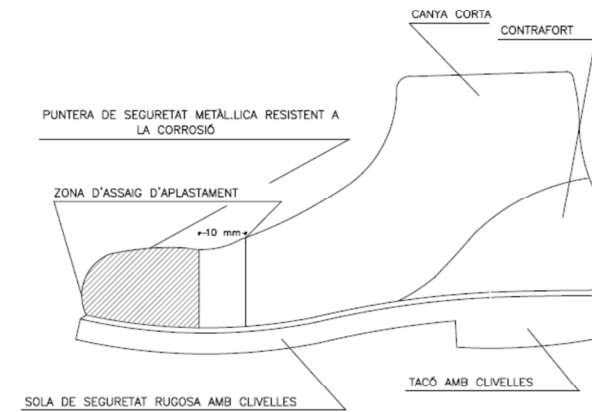 CANYA CORTA
CONTRAFORT
PUNTERA DE SEGURETAT METÀL.LICA RESISTENT A
LA CORROSIÓ
ZONA D'ASSAIG D'APLASTAMENT
10 mm
SOLA DE SEGURETAT RUGOSA AMB CLIVELLES
TACÓ AMB CLIVELLES